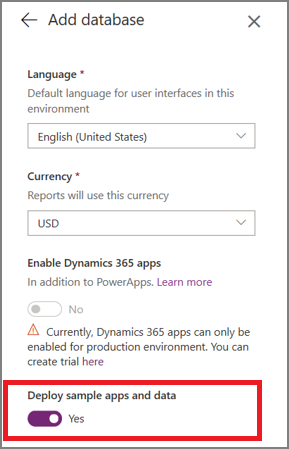 Add database
Language *
Default language for user interfaces in this
environment
English (United States)
Currency *
Reports will use this currency
USD
Enable Dynamics 365 apps
In addition to PowerApps. Learn more
No
Currently, Dynamics 365 apps can only be
enabled for production environment. You can
create trial here
Deploy sample apps and data
Yes